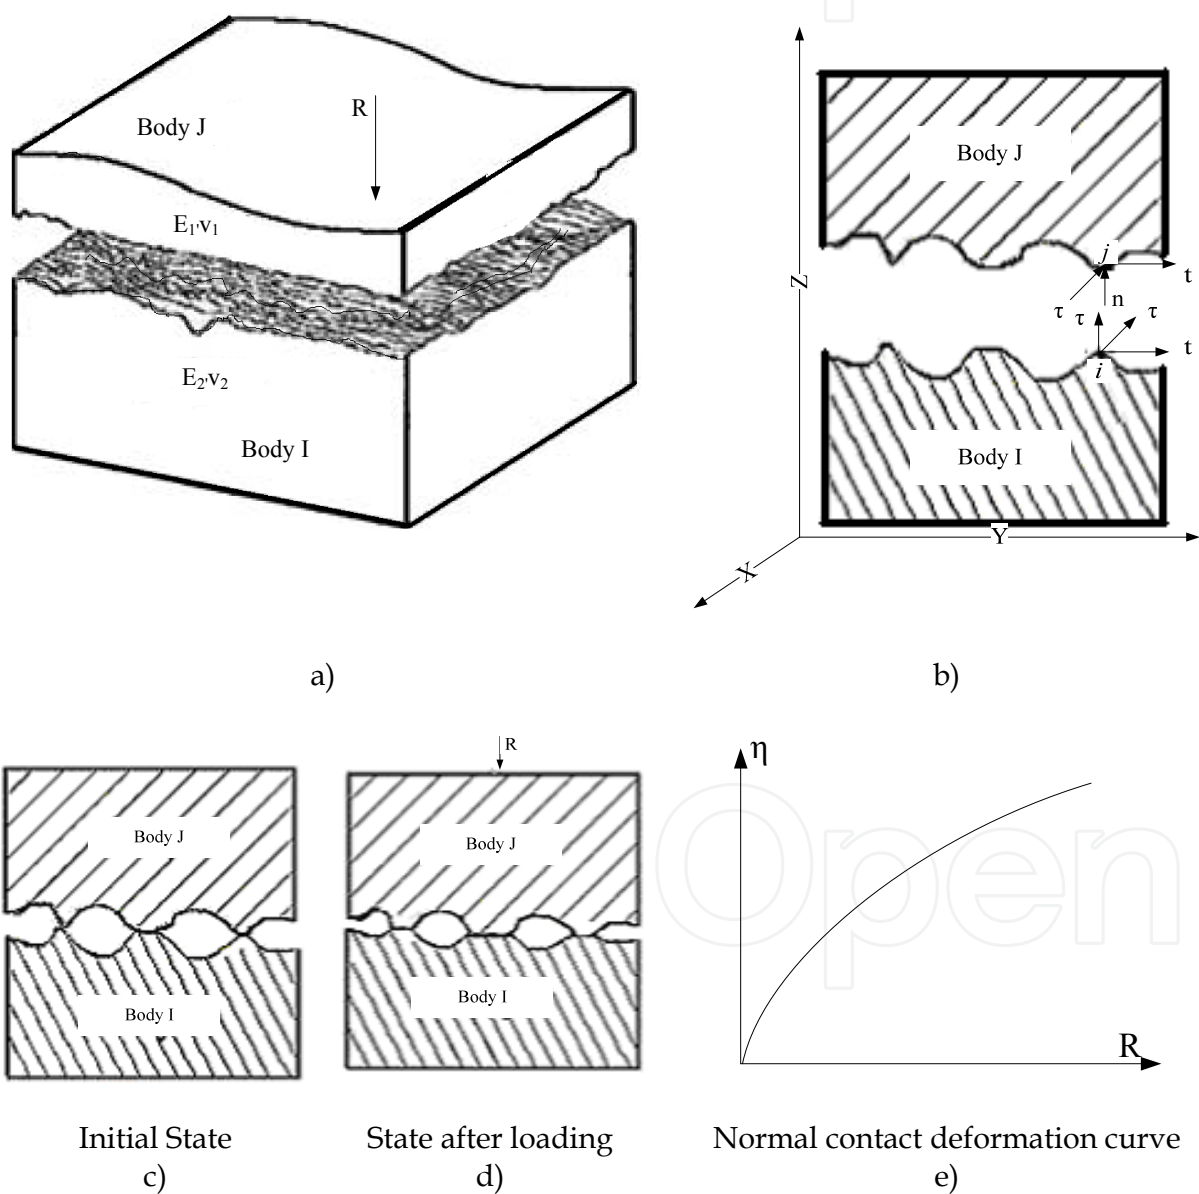 R
Body J
E1,v1
E2,v2
Body I
a)
Z
Body J
j
t
n
τ
τ
τ
t
i
Body I
Y
X
b)
Body J
Body I
Initial State
c)
R
Body J
Body I
State after loading
d)
η
Open
R
Normal contact deformation curve
e)